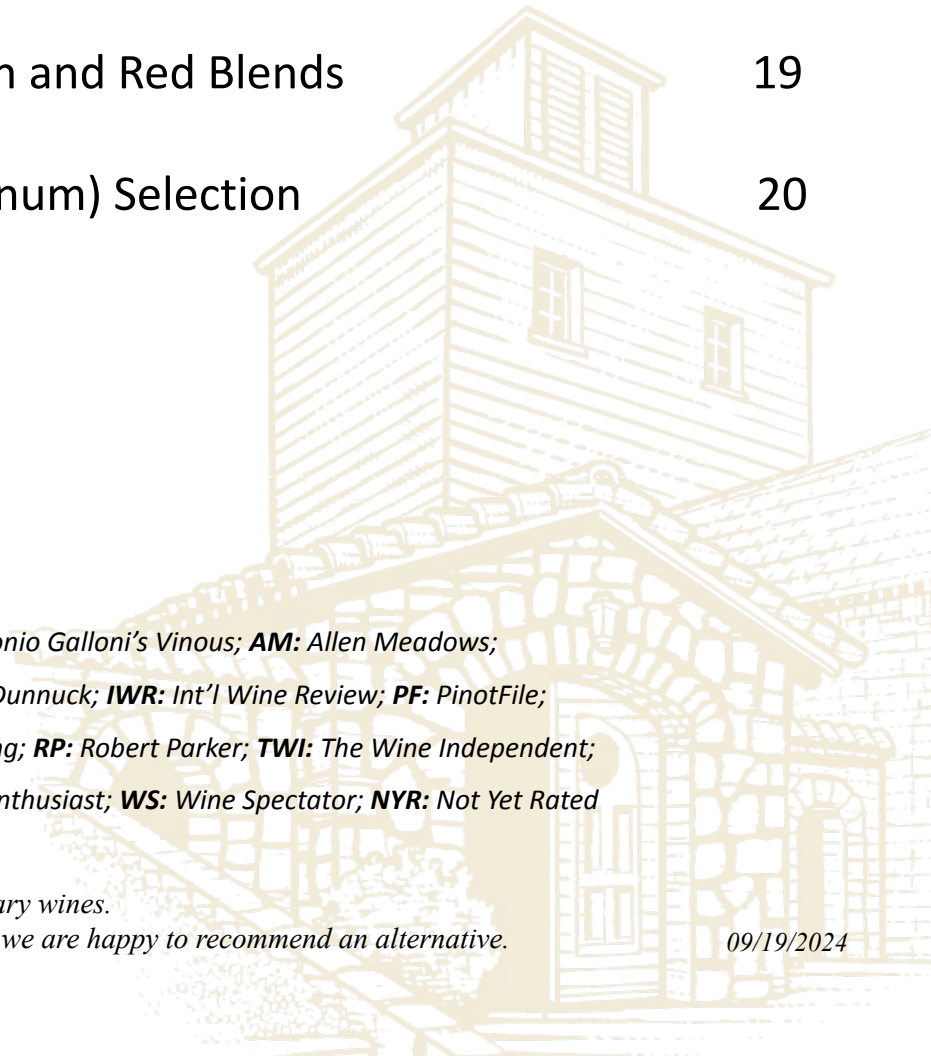 n and Red Blends 19
num) Selection 20
onio Galloni’s Vinous; AM: Allen Meadows;
Dunnuck; IWR: Int’l Wine Review; PF: PinotFile;
ng; RP: Robert Parker; TWI: The Wine Independent;
nthusiast; WS: Wine Spectator; NYR: Not Yet Rated
ary wines.
we are happy to recommend an alternative. 09/19/2024